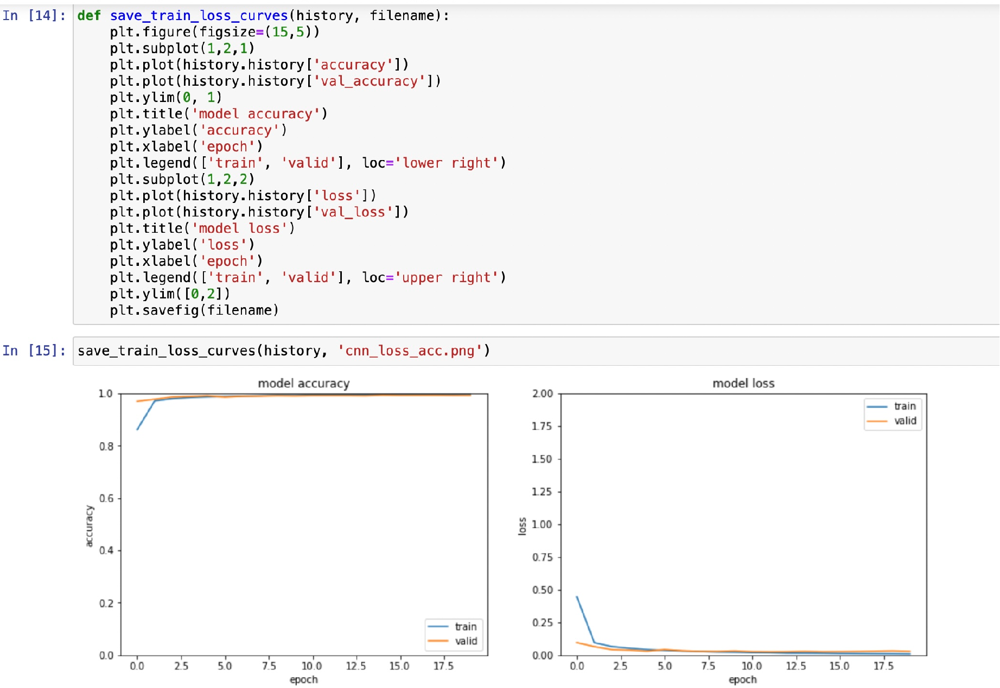 In [14]: def save_train_loss_curves(history, filename):
    plt.figure(figsize=(15,5))
    plt.subplot(1,2,1)
    plt.plot(history.history['accuracy'])
    plt.plot(history.history['val_accuracy'])
    plt.ylim(0, 1)
    plt.title('model accuracy')
    plt.ylabel('accuracy')
    plt.xlabel('epoch')
    plt.legend(['train', 'valid'], loc='lower right')
    plt.subplot(1,2,2)
    plt.plot(history.history['loss'])
    plt.plot(history.history['val_loss'])
    plt.title('model loss')
    plt.ylabel('loss')
    plt.xlabel('epoch')
    plt.legend(['train', 'valid'], loc='upper right')
    plt.ylim([0,2])
    plt.savefig(filename)
In [15]: save_train_loss_curves(history, 'cnn_loss_acc.png')
model accuracy
1.0
0.8
0.6
0.4
0.2
0.0
accuracy
train
valid
0.0 2.5 5.0 7.5 10.0 12.5 15.0 17.5
epoch
model loss
2.00
1.75
1.50
1.25
1.00
0.75
0.50
0.25
0.00
loss
train
valid
0.0 2.5 5.0 7.5 10.0 12.5 15.0 17.5
epoch